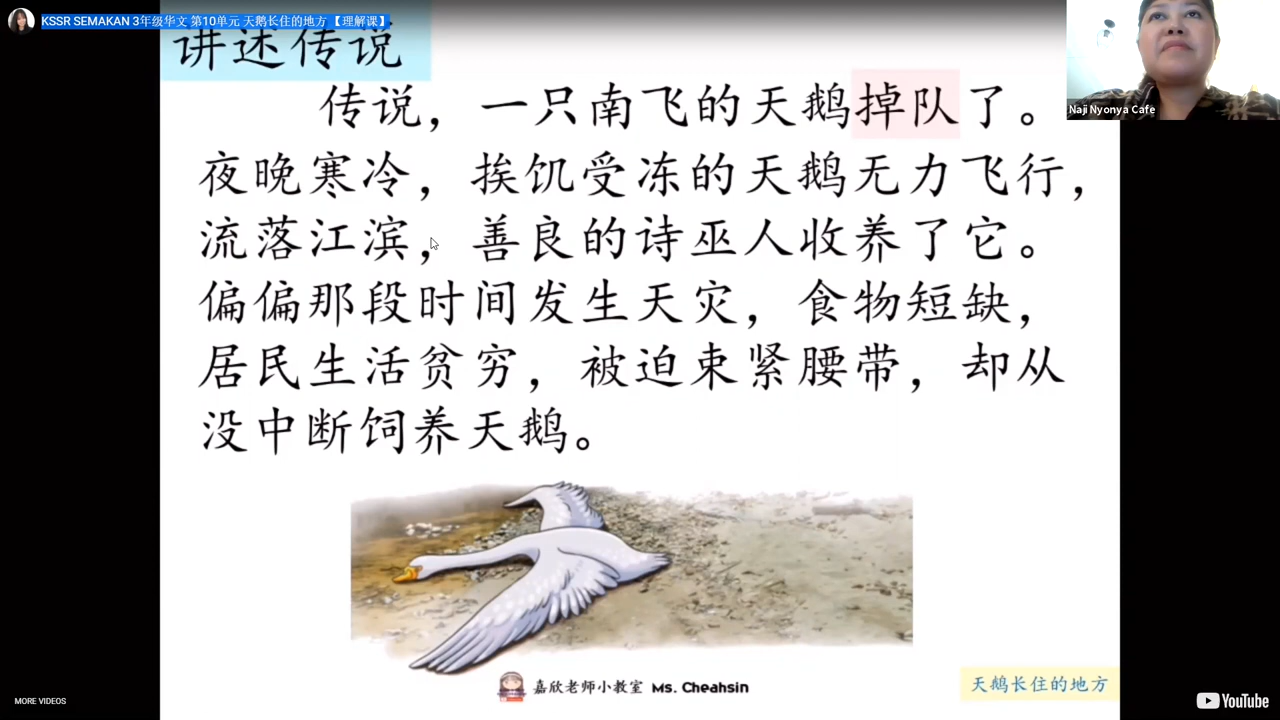 KSSR SEMAKAN 3年级华文 第10单元 天鹅长住的地方 【理解课】
讲述传说
Naji Nyonya Cafe
传说，一只南飞的天鹅掉队了。
夜晚寒冷，挨饥受冻的天鹅无力飞行，
流落江滨，善良的诗巫人收养了它。
偏偏那段时间发生天灾，食物短缺，
居民生活贫穷，被迫束紧腰带，却从
没中断饲养天鹅。
嘉欣老师小教室 Ms. Cheahsin
天鹅长住的地方
MORE VIDEOS
YouTube